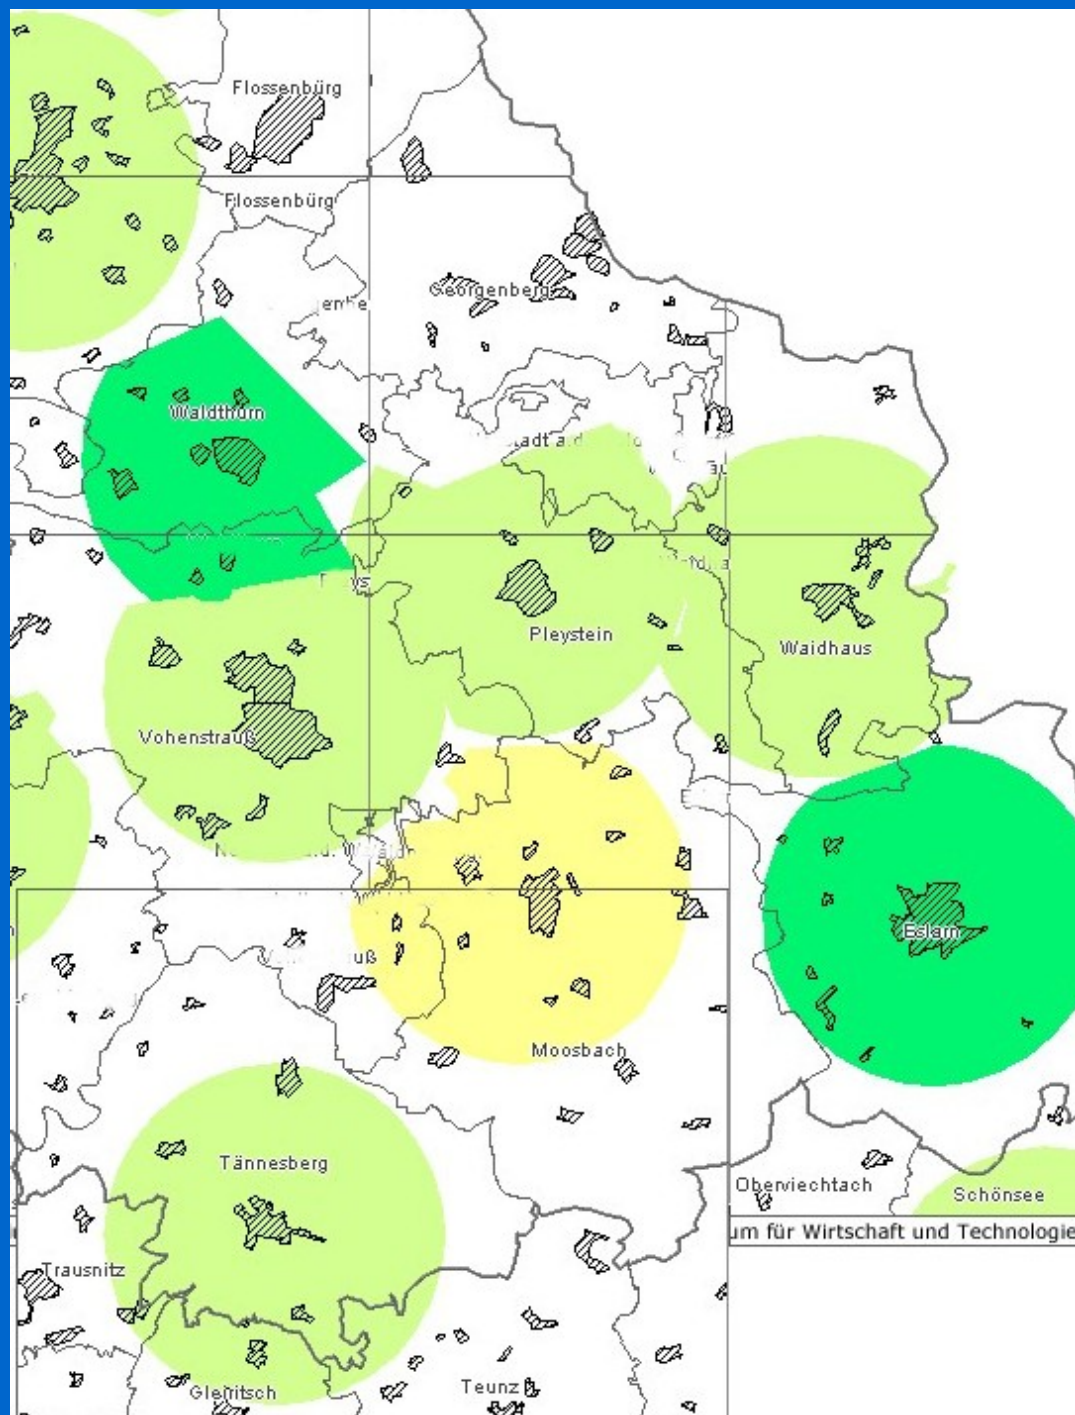 Flossenbürg
Flossenbürg
Georgenberg
Waldthurn
Pleystein
Waidhaus
Vohenstrauß
Eslarn
Moosbach
Tännesberg
Oberviechtach
Schönsee
um für Wirtschaft und Technologie
Trausnitz
Gleiritsch
Teunz